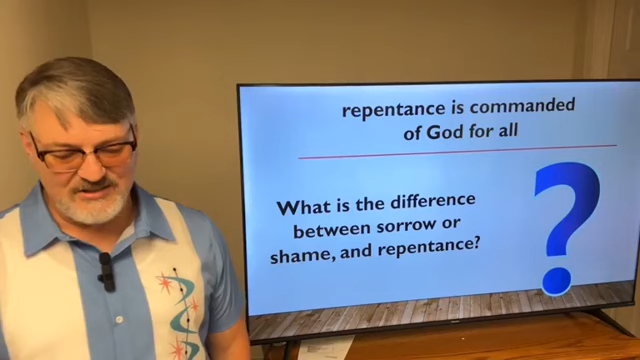 repentance is commanded
of God for all
What is the difference
between sorrow or
shame, and repentance?
?